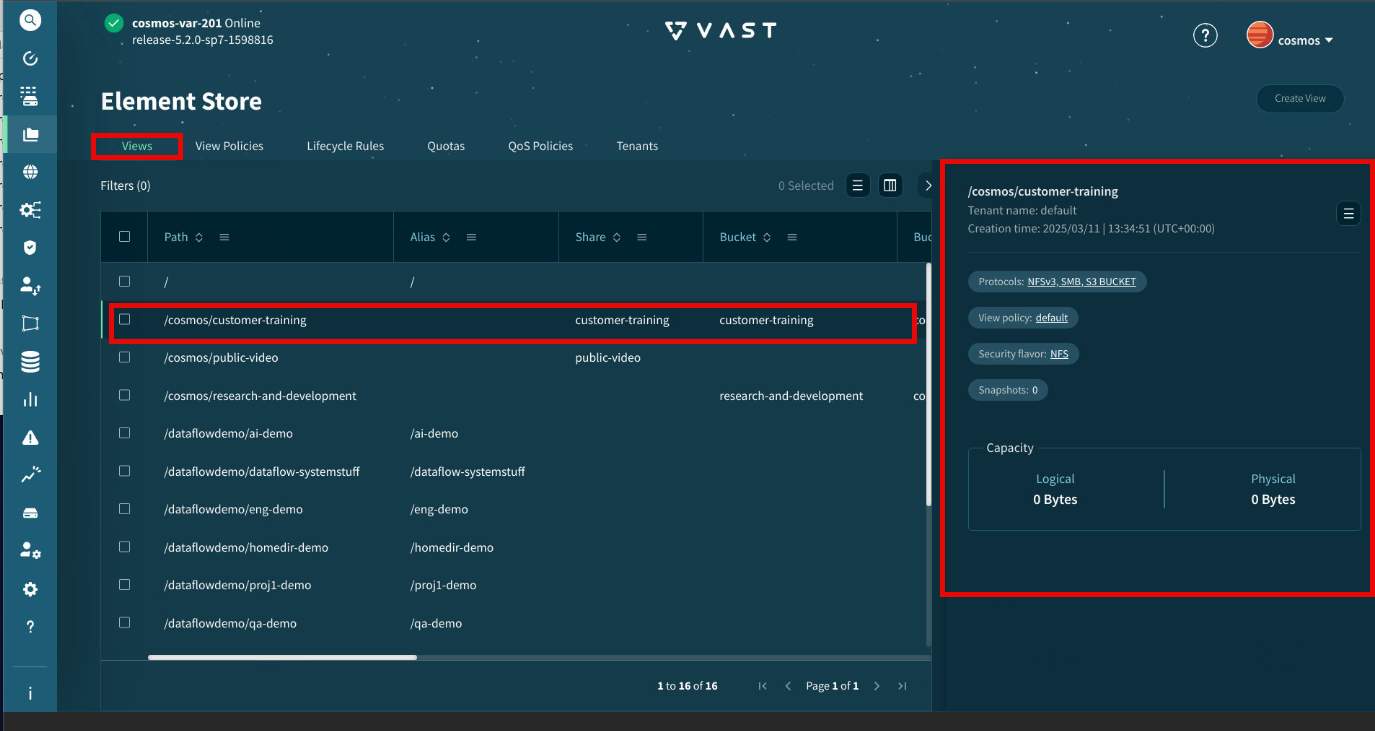 cosmos-var-201 Online
release-5.2.0-sp7-1598816
VAST
?
cosmos
Element Store
Create View
Views View Policies Lifecycle Rules Quotas QoS Policies Tenants
Filters (0)
0 Selected
Path Alias Share Bucket Buc
/ /
/cosmos/customer-training customer-training customer-training co
/cosmos/public-video public-video
/cosmos/research-and-development research-and-development co
/dataflowdemo/ai-demo /ai-demo
/dataflowdemo/dataflow-systemstuff /dataflow-systemstuff
/dataflowdemo/eng-demo /eng-demo
/dataflowdemo/homedir-demo /homedir-demo
/dataflowdemo/proj1-demo /proj1-demo
/dataflowdemo/qa-demo /qa-demo
1 to 16 of 16 Page 1 of 1
/cosmos/customer-training
Tenant name: default
Creation time: 2025/03/11 | 13:34:51 (UTC+00:00)
Protocols: NFSv3, SMB, S3 BUCKET
View policy: default
Security flavor: NFS
Snapshots: 0
Capacity
Logical Physical
0 Bytes 0 Bytes
?
i